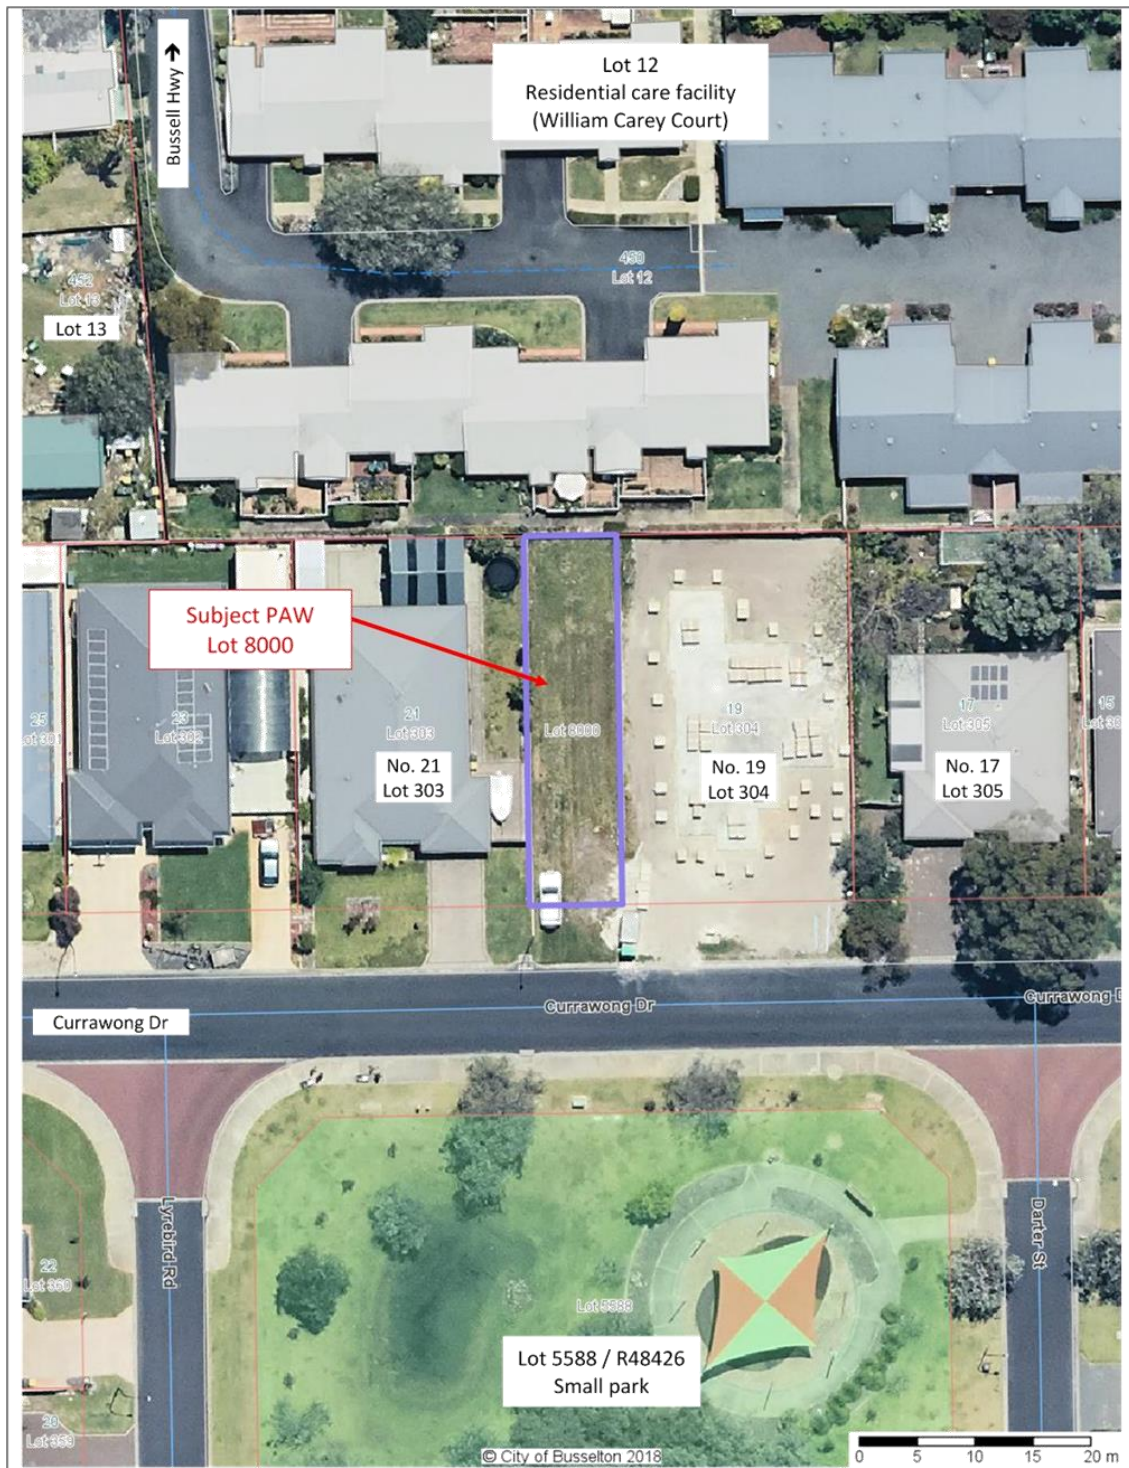 Bussell Hwy →
Lot 12
Residential care facility
(William Carey Court)
450
Lot 12
452
Lot 13
Lot 13
Subject PAW
Lot 8000
25
Lot 301
23
Lot 302
21
Lot 303
No. 21
Lot 303
Lot 8000
19
Lot 304
No. 19
Lot 304
17
Lot 305
No. 17
Lot 305
15
Currawong Dr
Currawong Dr
Currawong D
Lyrebird Rd
Darter St
22
Lot 360
Lot 5588
Lot 5588 / R48426
Small park
20
Lot 359
© City of Busselton 2018
0 5 10 15 20 m